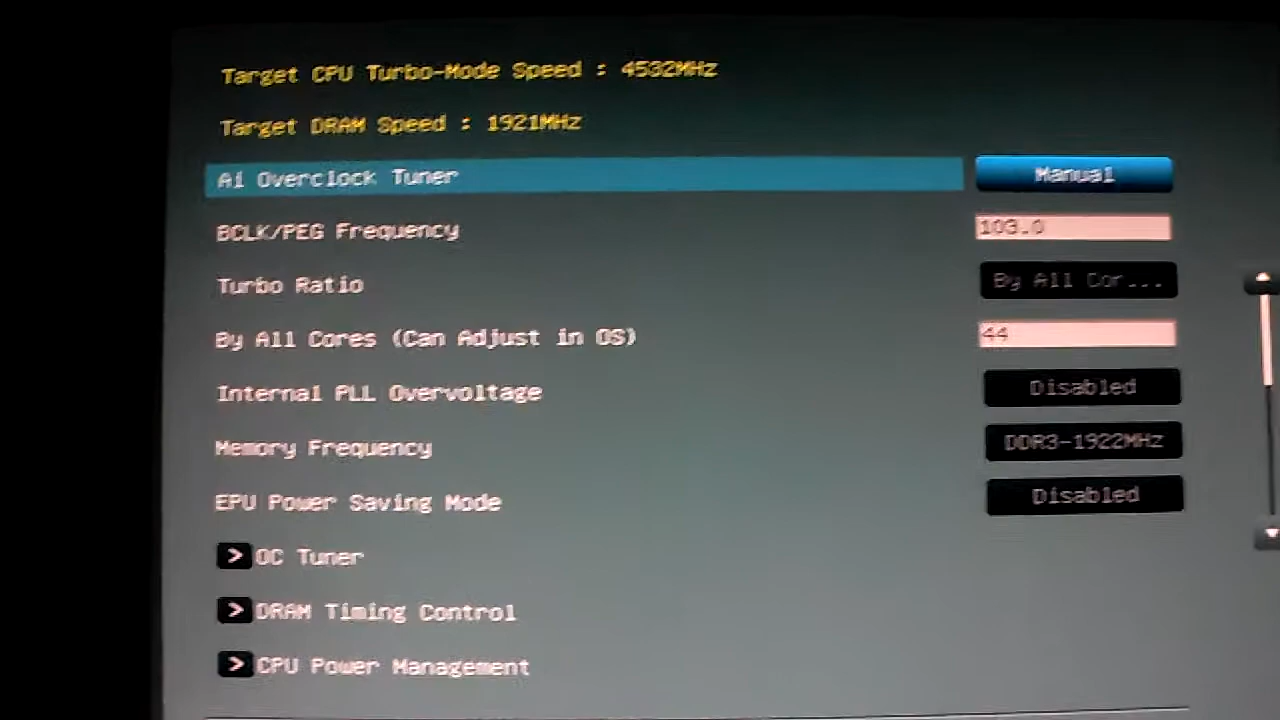 Target CPU Turbo-Mode Speed : 4532MHz
Target DRAM Speed : 1921MHz
Ai Overclock Tuner Manual
BCLK/PEG Frequency 103.0
Turbo Ratio By All Cor...
By All Cores (Can Adjust in OS) 44
Internal PLL Overvoltage Disabled
Memory Frequency DDR3-1922MHz
EPU Power Saving Mode Disabled
> OC Tuner
> DRAM Timing Control
> CPU Power Management